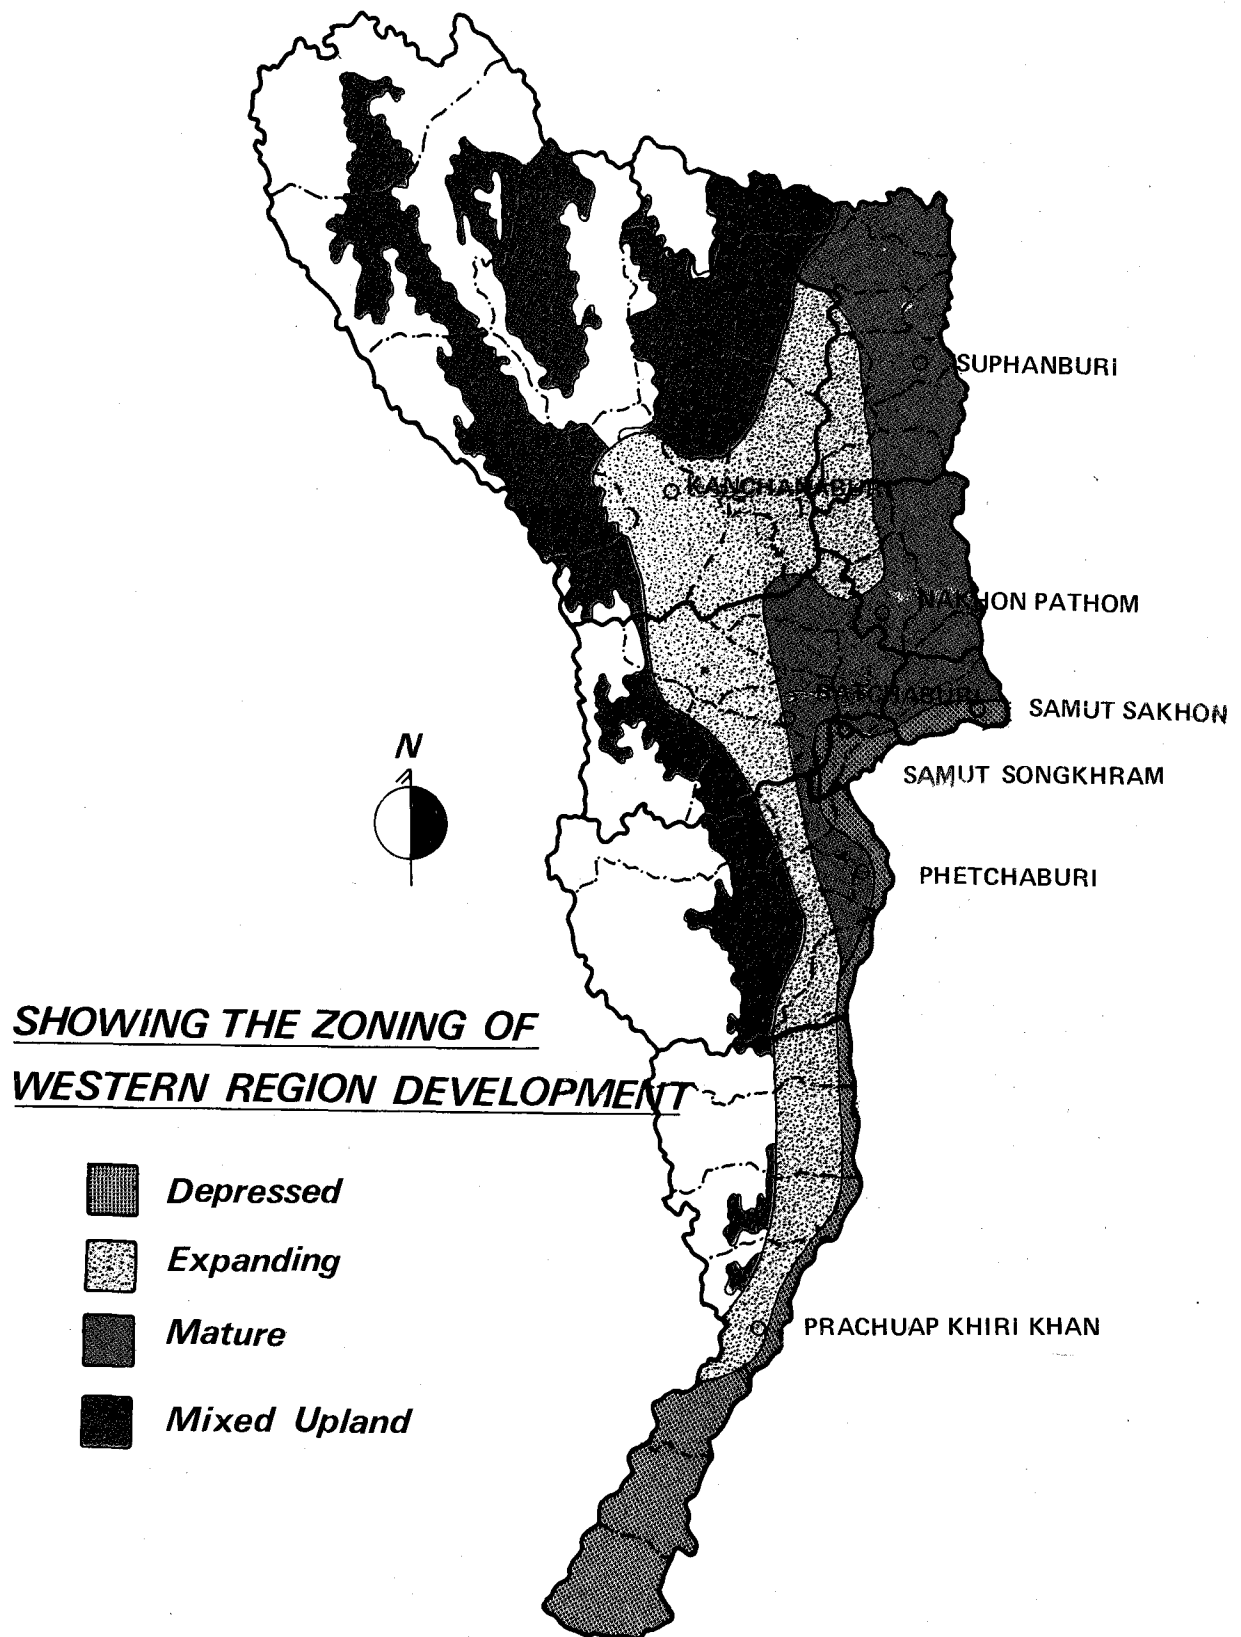 SUPHANBURI
KANCHANABURI
NAKHON PATHOM
RATCHABURI
SAMUT SAKHON
N
SAMUT SONGKHRAM
PHETCHABURI
SHOWING THE ZONING OF
WESTERN REGION DEVELOPMENT
Depressed
Expanding
Mature
PRACHUAP KHIRI KHAN
Mixed Upland